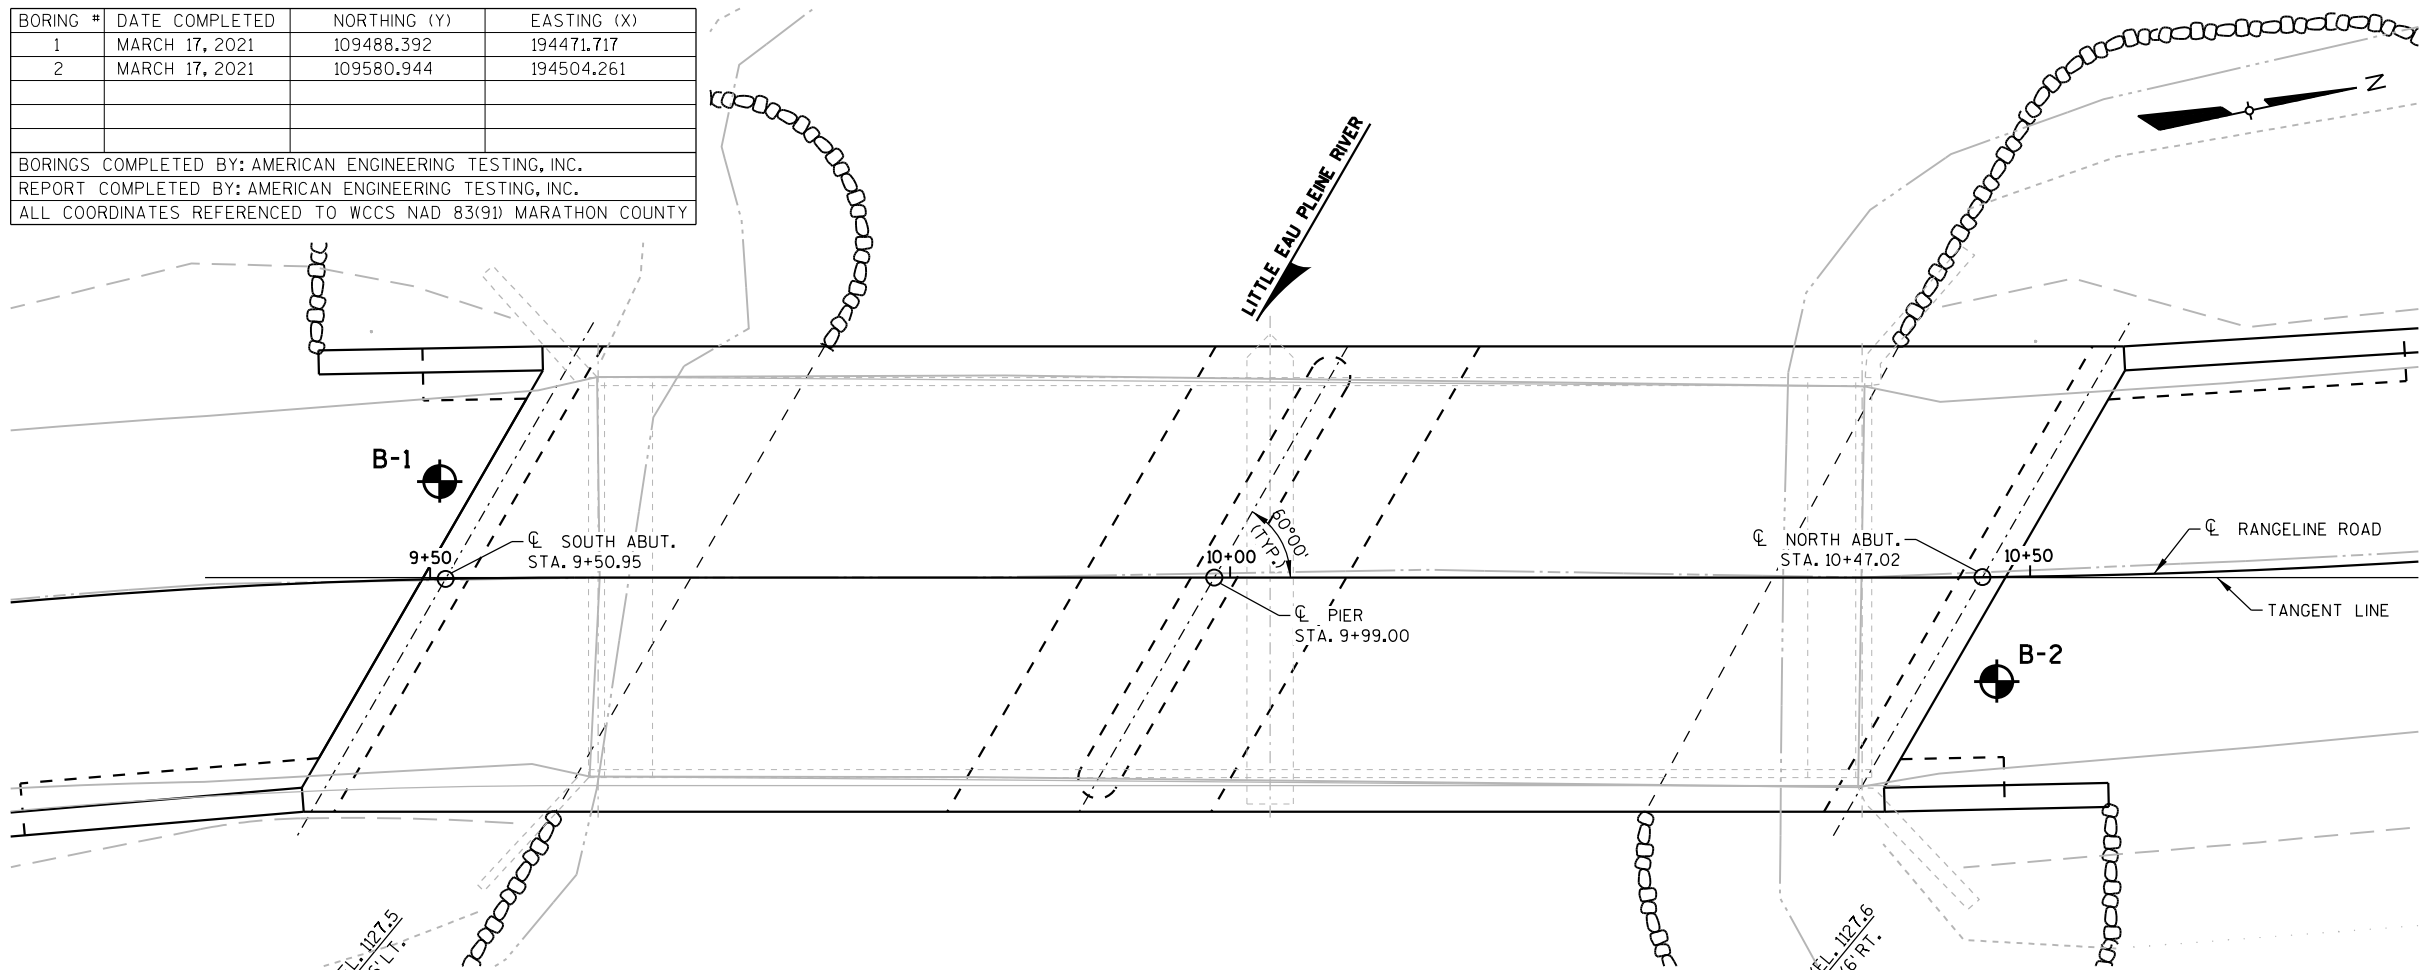 BORING # DATE COMPLETED NORTHING (Y) EASTING (X)
1 MARCH 17, 2021 109488.392 194471.717
2 MARCH 17, 2021 109580.944 194504.261
BORINGS COMPLETED BY: AMERICAN ENGINEERING TESTING, INC.
REPORT COMPLETED BY: AMERICAN ENGINEERING TESTING, INC.
ALL COORDINATES REFERENCED TO WCCS NAD 83(91) MARATHON COUNTY
N
LITTLE EAU PLEINE RIVER
B-1
9+50
℄ SOUTH ABUT.
STA. 9+50.95
60°00'
(TYP.)
10+00
℄ PIER
STA. 9+99.00
℄ NORTH ABUT.
STA. 10+47.02
10+50
℄ RANGELINE ROAD
TANGENT LINE
B-2
EL. 1127.5
LT.
EL. 1127.6
6' RT.